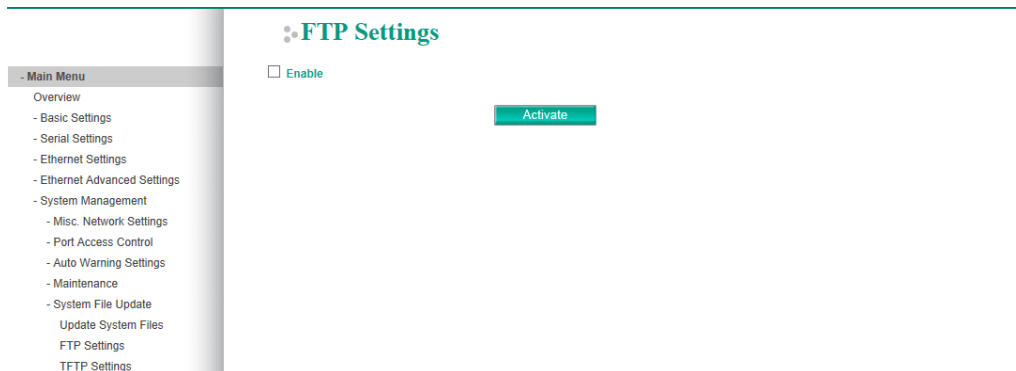 FTP Settings
Enable
Activate
- Main Menu
Overview
- Basic Settings
- Serial Settings
- Ethernet Settings
- Ethernet Advanced Settings
- System Management
- Misc. Network Settings
- Port Access Control
- Auto Warning Settings
- Maintenance
- System File Update
Update System Files
FTP Settings
TFTP Settings